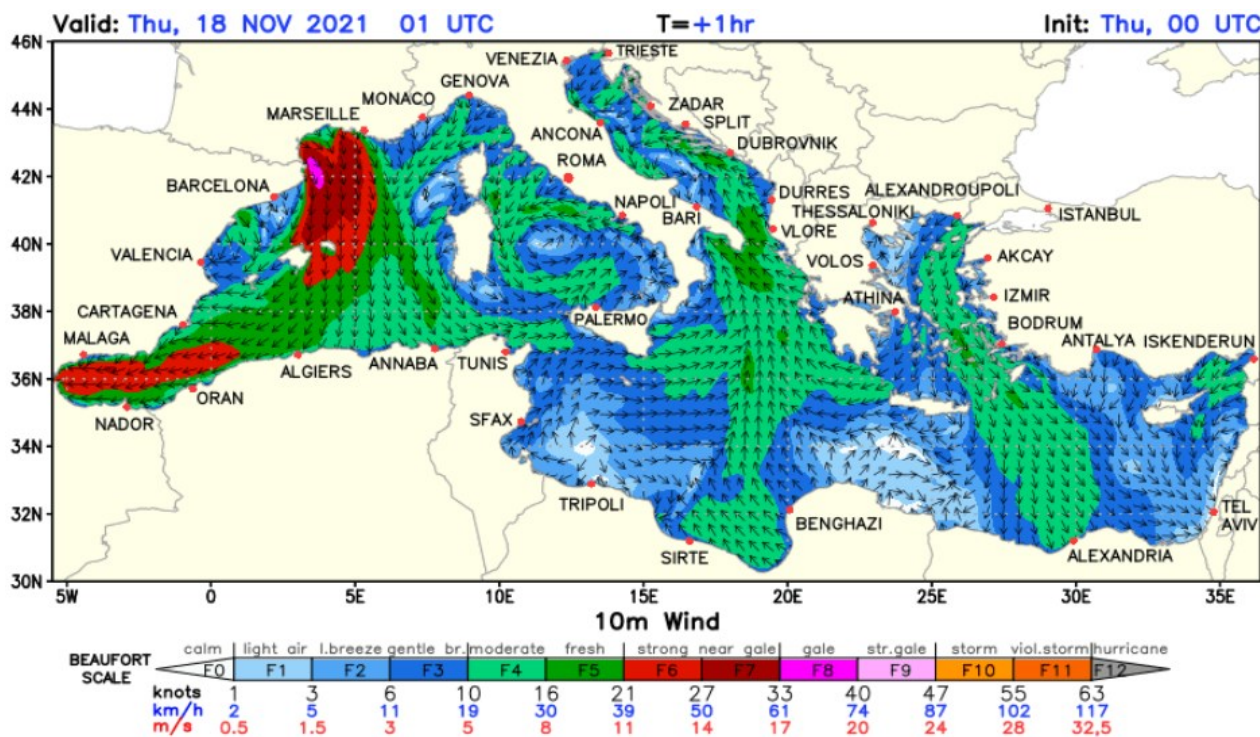 Valid: Thu, 18 NOV 2021 01 UTC T=+1hr Init: Thu, 00 UTC
46N
TRIESTE
VENEZIA
GENOVA
44N
MONACO
ZADAR
MARSEILLE
SPLIT
ANCONA
DUBROVNIK
ROMA
42N
BARCELONA
DURRES
ALEXANDROUPOLI
NAPOLI
THESSALONIKI
BARI
ISTANBUL
VLORE
40N
VALENCIA
VOLOS
AKCAY
CARTAGENA
ATHINA
IZMIR
38N
PALERMO
BODRUM
MALAGA
ANTALYA
ISKENDERUN
ALGIERS
ANNABA
TUNIS
36N
ORAN
NADOR
SFAX
34N
TRIPOLI
BENGHAZI
TEL
AVIV
32N
SIRTE
ALEXANDRIA
30N
5W 0 5E 10E 15E 20E 25E 30E 35E
10m Wind
calm light air l.breeze gentle br. moderate fresh strong near gale gale str.gale storm viol.storm hurricane
BEAUFORT
SCALE
F0 F1 F2 F3 F4 F5 F6 F7 F8 F9 F10 F11 F12
knots 1 3 6 10 16 21 27 33 40 47 55 63
km/h 2 5 11 19 30 39 50 61 74 87 102 117
m/s 0.5 1.5 3 5 8 11 14 17 20 24 28 32,5